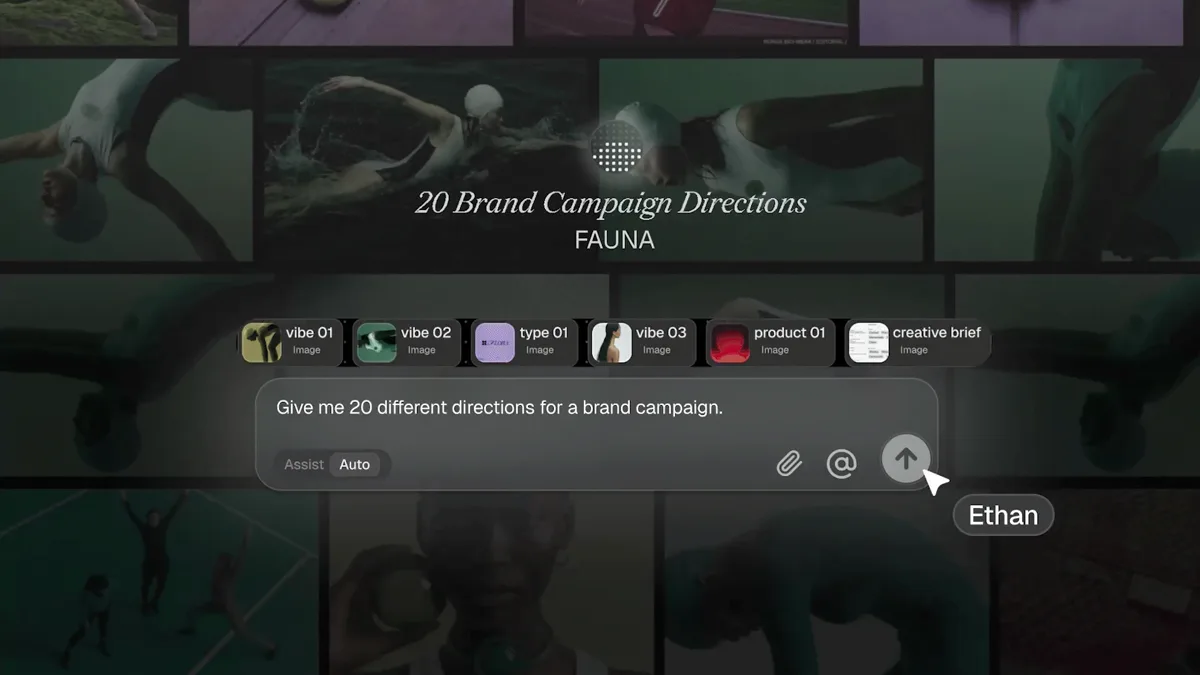 20 Brand Campaign Directions
FAUNA
vibe 01
Image
vibe 02
Image
type 01
Image
vibe 03
Image
product 01
Image
creative brief
Image
Give me 20 different directions for a brand campaign.
Assist
Auto
Ethan